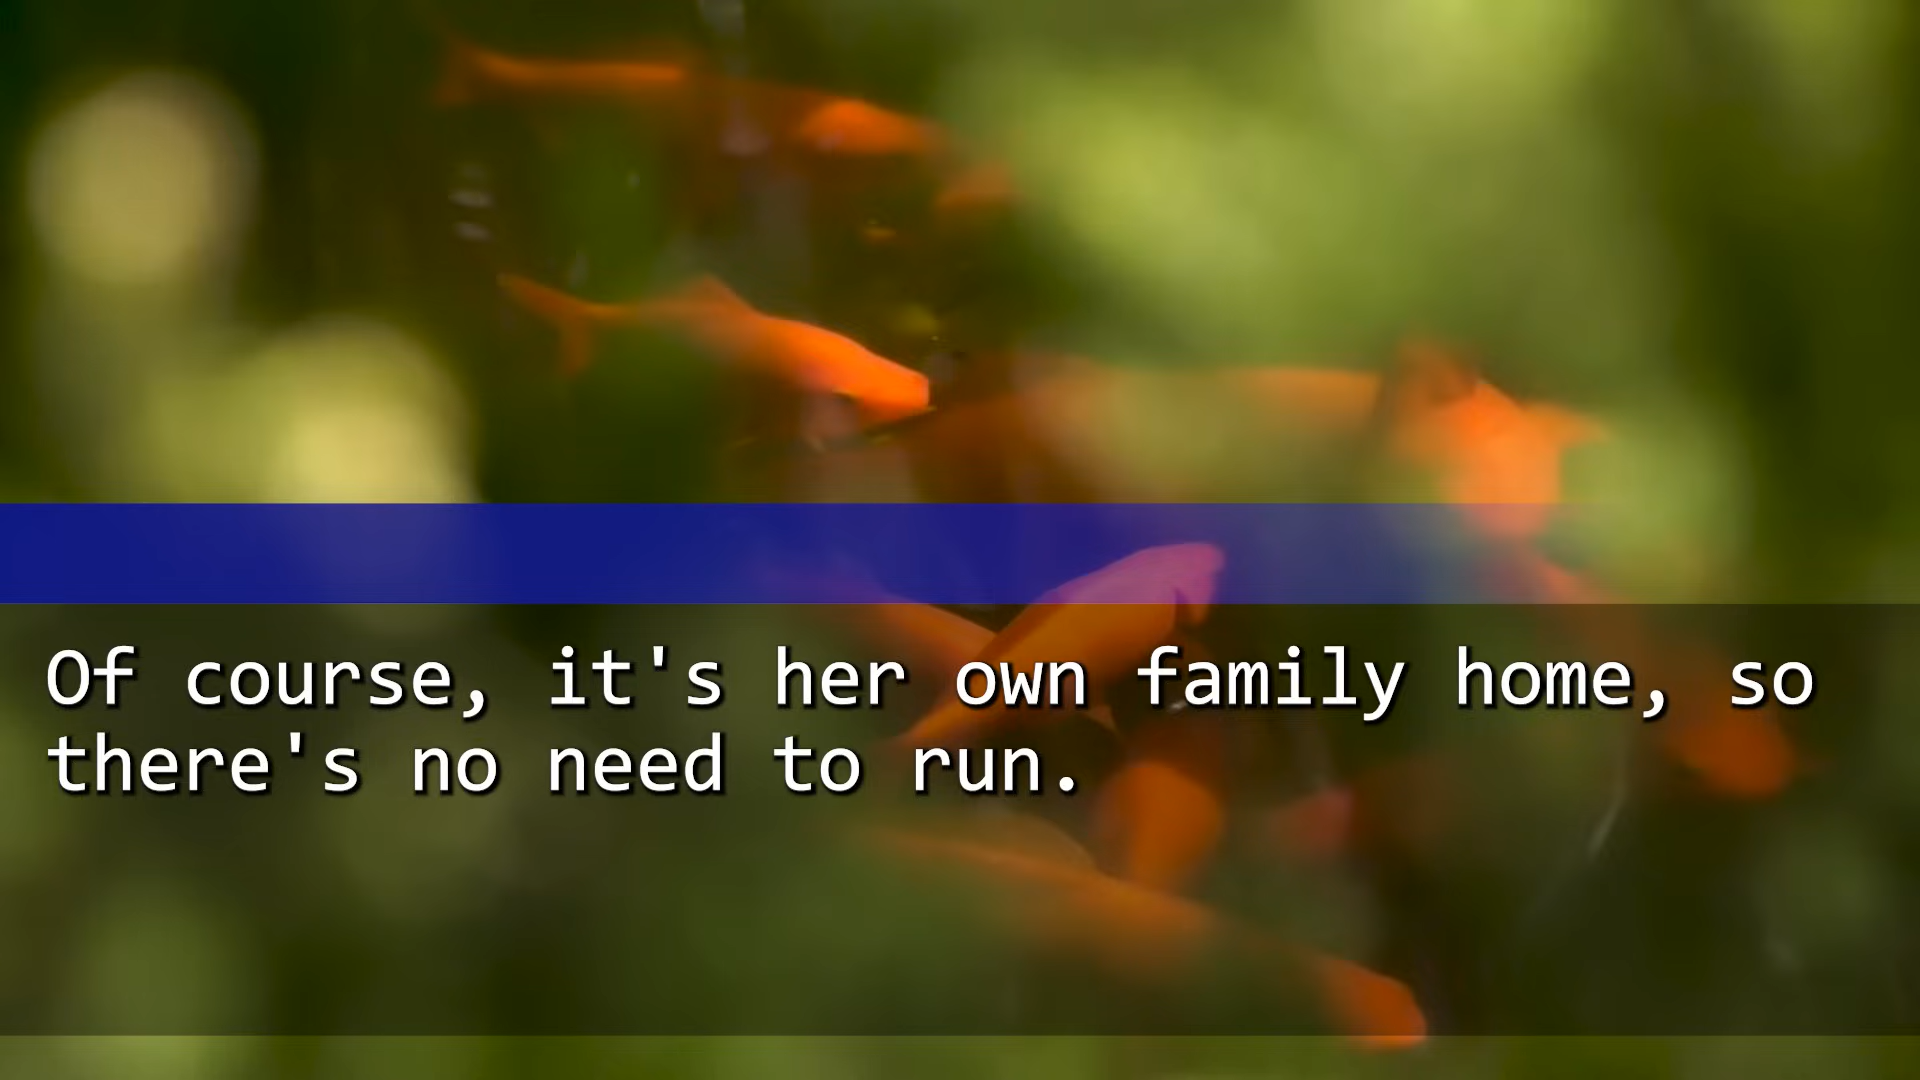 Of course, it's her own family home, so
there's no need to run.